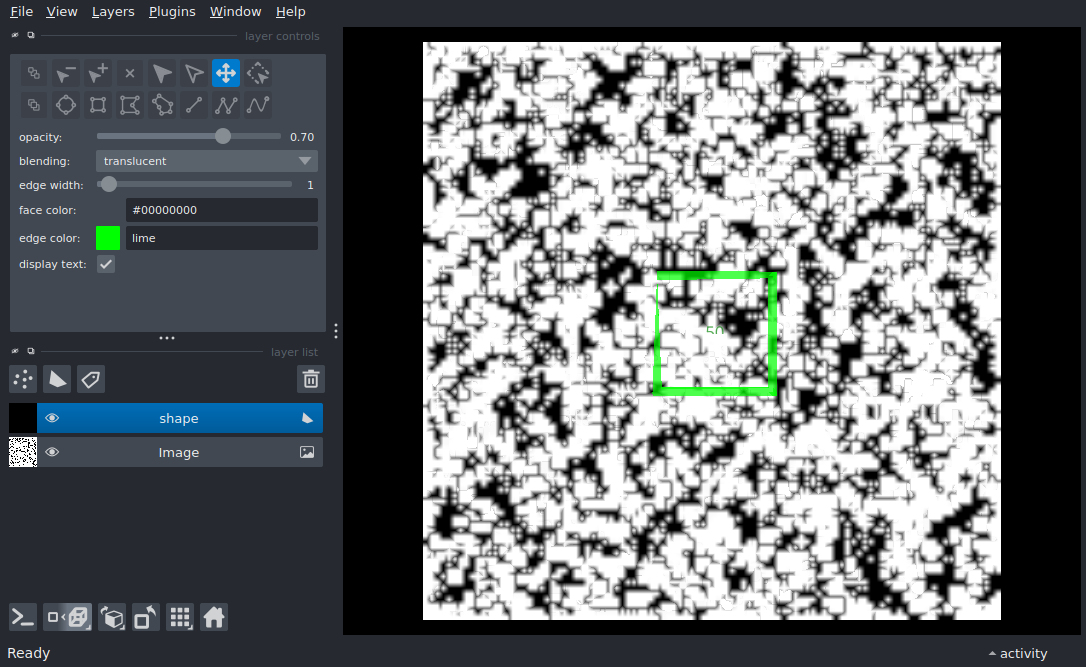 File View Layers Plugins Window Help
layer controls
opacity: 0.70
blending: translucent
edge width: 1
face color: #00000000
edge color: lime
display text:
layer list
shape
Image
50
Ready
activity